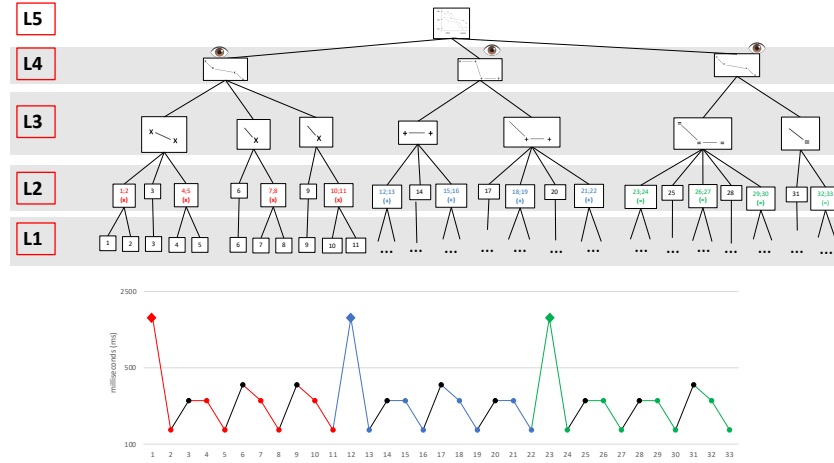 L5
L4
L3
x x
x
x
+ +
+ +
=
= =
=
L2
1;2 3 4;5 6 7;8 9 10;11 12;13 14 15;16 17 18;19 20 21;22 23;24 25 26;27 28 29;30 31 32;33
(x) (x) (x) (x) (+) (+) (+) (+) (=) (=) (=) (=)
L1
1 2 3 4 5 6 7 8 9 10 11 ... ... ... ... ... ... ... ... ... ... ... ... ... ...
2500
500
100
milliseconds (ms)
1 2 3 4 5 6 7 8 9 10 11 12 13 14 15 16 17 18 19 20 21 22 23 24 25 26 27 28 29 30 31 32 33